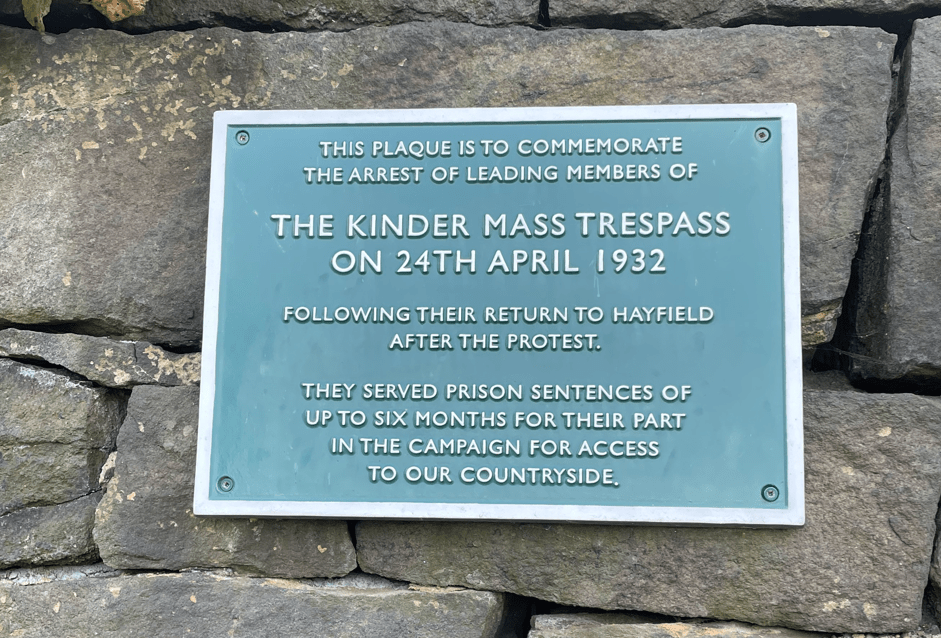 THIS PLAQUE IS TO COMMEMORATE
THE ARREST OF LEADING MEMBERS OF
THE KINDER MASS TRESPASS
ON 24TH APRIL 1932
FOLLOWING THEIR RETURN TO HAYFIELD
AFTER THE PROTEST.
THEY SERVED PRISON SENTENCES OF
UP TO SIX MONTHS FOR THEIR PART
IN THE CAMPAIGN FOR ACCESS
TO OUR COUNTRYSIDE.